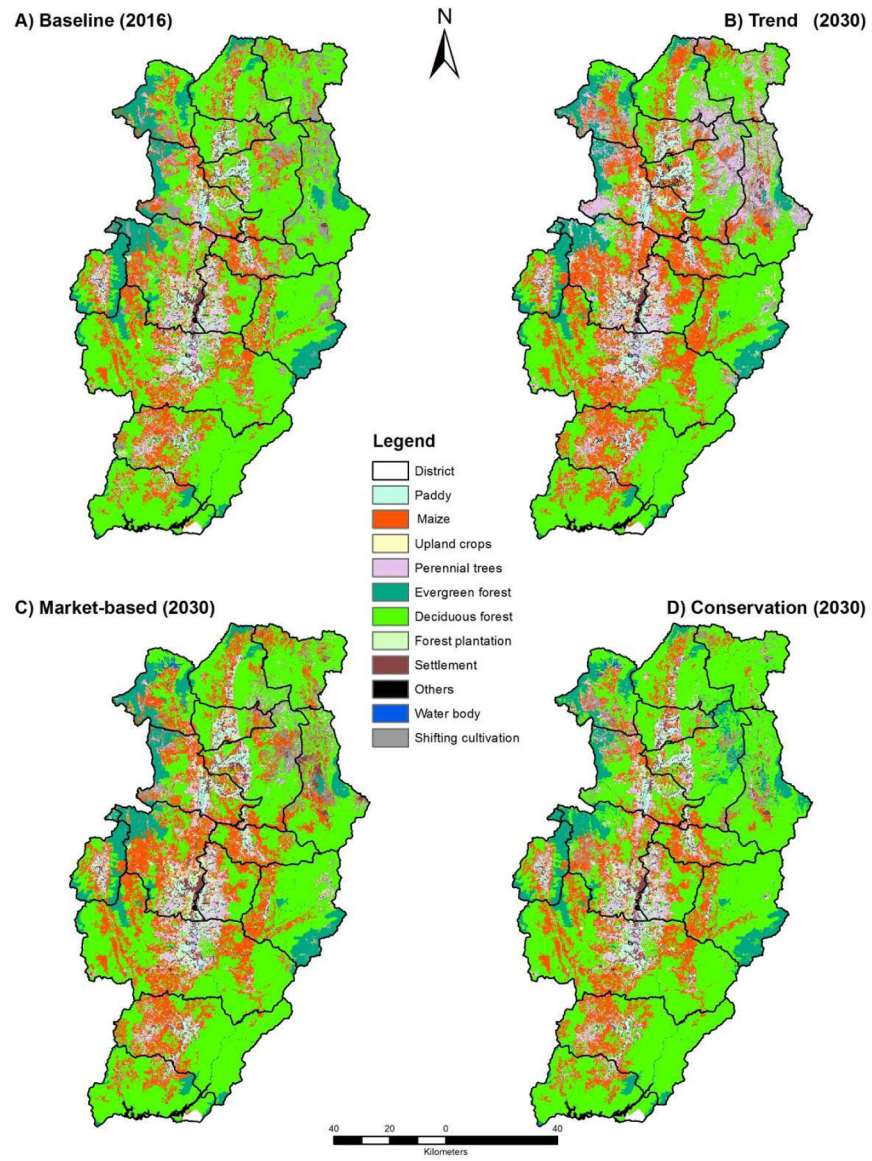 A) Baseline (2016)
N
B) Trend (2030)
Legend
District
Paddy
Maize
Upland crops
Perennial trees
Evergreen forest
Deciduous forest
Forest plantation
Settlement
Others
Water body
Shifting cultivation
C) Market-based (2030)
D) Conservation (2030)
40 20 0 40
Kilometers